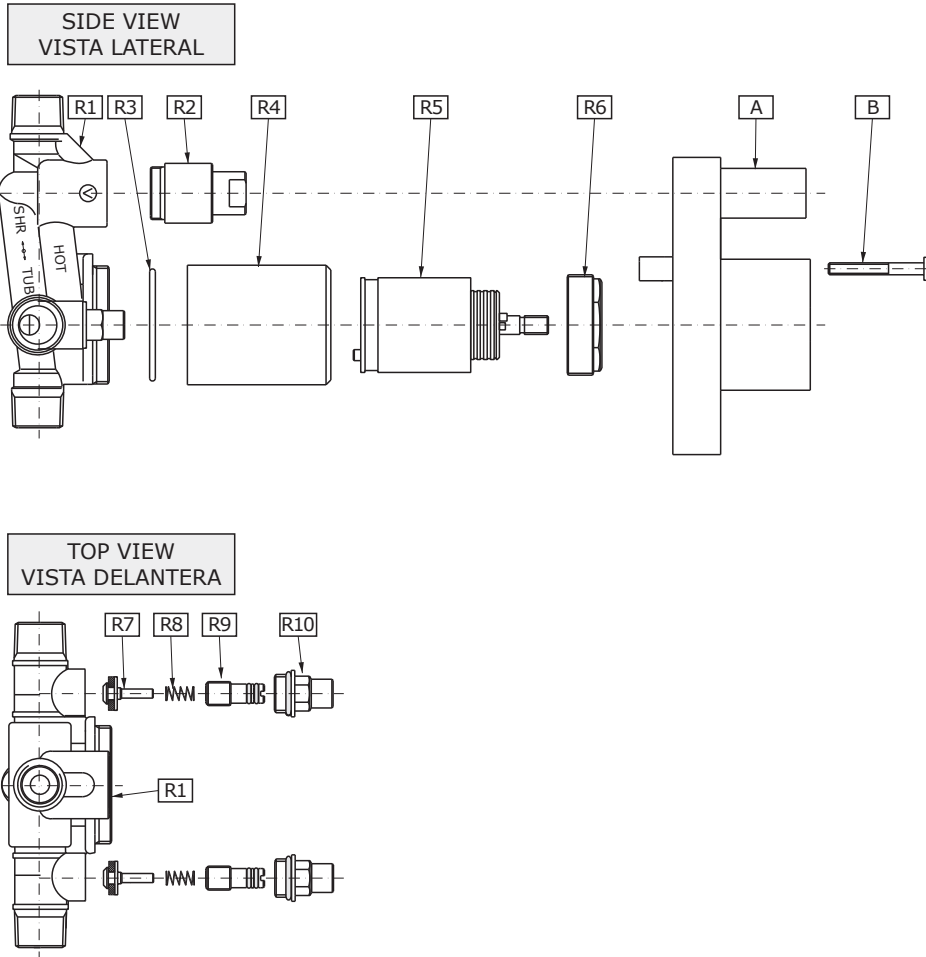 SIDE VIEW
VISTA LATERAL
R1 R3 R2 R4 R5 R6 A B
V
SHR TUB
HOT
TOP VIEW
VISTA DELANTERA
R7 R8 R9 R10
R1